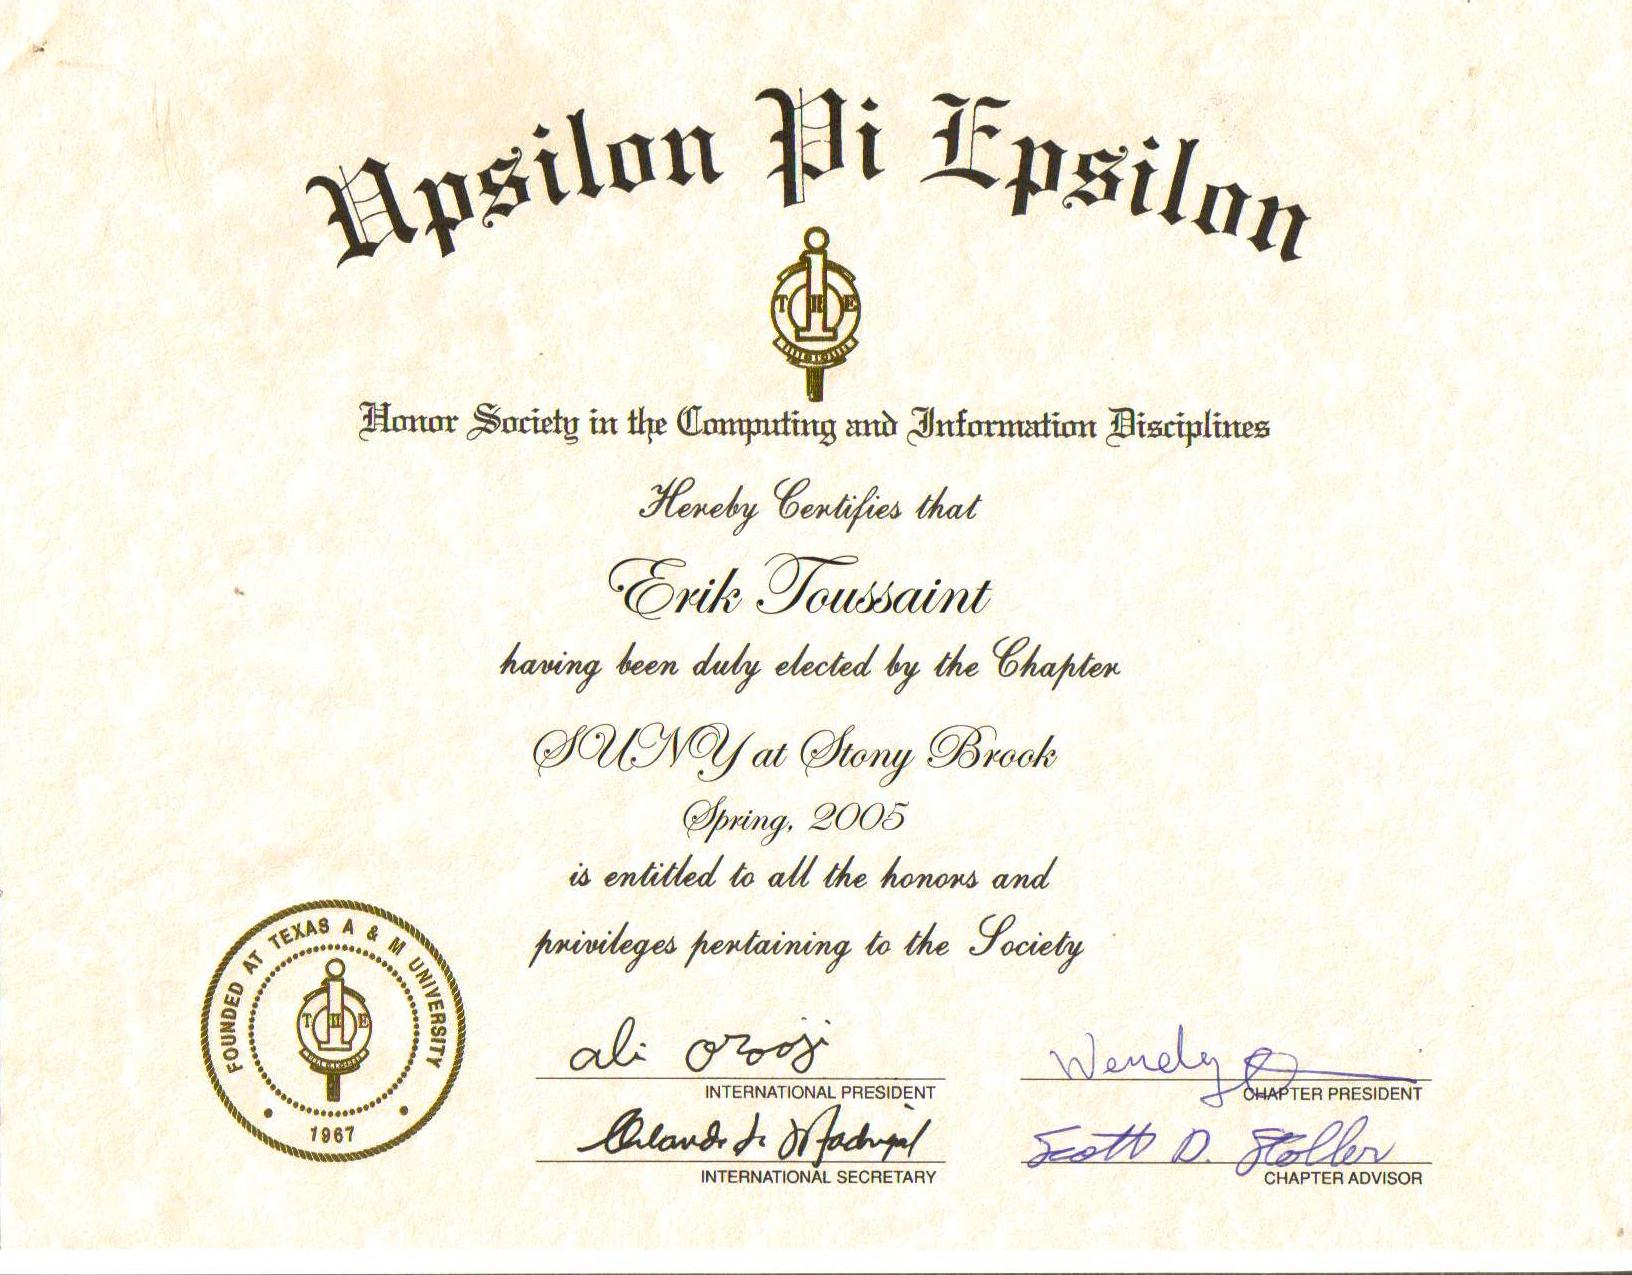 Upsilon Pi Epsilon
T H E
Honor Society in the Computing and Information Disciplines
Hereby Certifies that
Erik Toussaint
having been duly elected by the Chapter
SUNY at Stony Brook
Spring, 2005
is entitled to all the honors and
privileges pertaining to the Society
FOUNDED AT TEXAS A & M UNIVERSITY
T H E
1967
ali orooji
INTERNATIONAL PRESIDENT
Wendy
CHAPTER PRESIDENT
Orlando S. Madrigal
INTERNATIONAL SECRETARY
Scott D. Stoller
CHAPTER ADVISOR